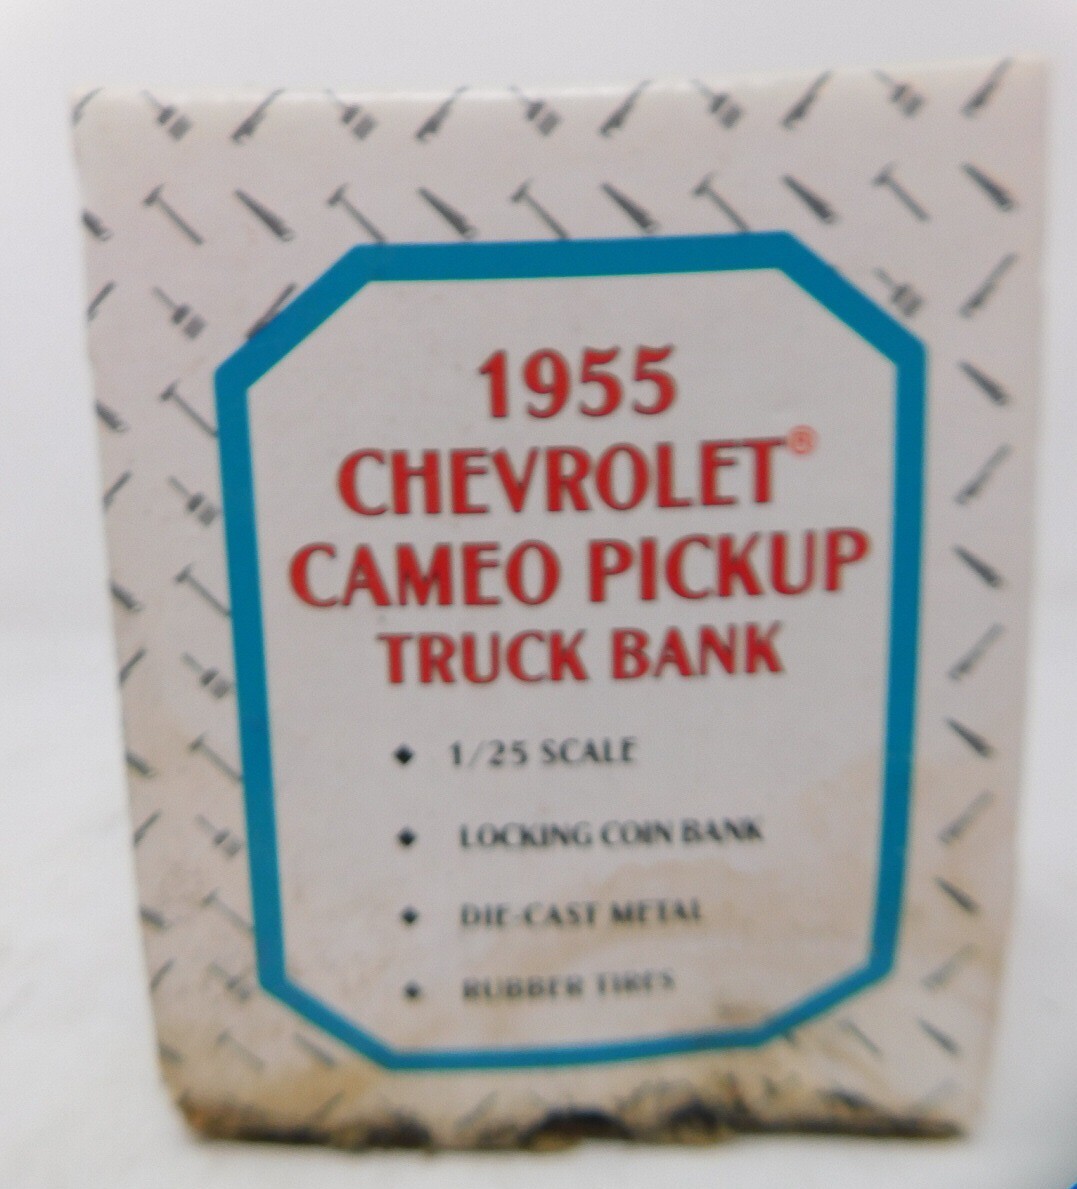 1955
CHEVROLET®
CAMEO PICKUP
TRUCK BANK
◆ 1/25 SCALE
◆ LOCKING COIN BANK
◆ DIE-CAST METAL
◆ RUBBER TIRES